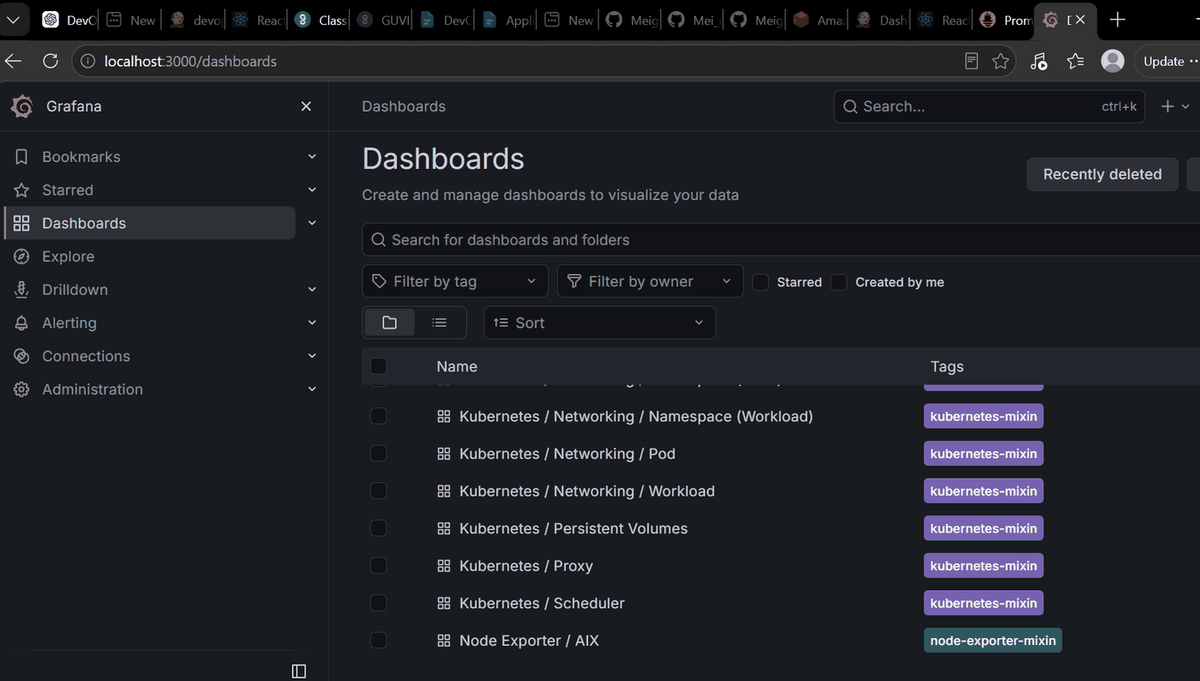 DevO
New
devo
Reac
Class
GUVI
DevO
Appl
New
Meig
Mei_
Meig
Ama
Dash
Reac
Prom
localhost:3000/dashboards
Update
Grafana
Dashboards
Search...
ctrl+k
Bookmarks
Starred
Dashboards
Explore
Drilldown
Alerting
Connections
Administration
Dashboards
Create and manage dashboards to visualize your data
Recently deleted
Search for dashboards and folders
Filter by tag
Filter by owner
Starred
Created by me
Sort
Name Tags
Kubernetes / Networking / Namespace (Workload) kubernetes-mixin
Kubernetes / Networking / Pod kubernetes-mixin
Kubernetes / Networking / Workload kubernetes-mixin
Kubernetes / Persistent Volumes kubernetes-mixin
Kubernetes / Proxy kubernetes-mixin
Kubernetes / Scheduler kubernetes-mixin
Node Exporter / AIX node-exporter-mixin